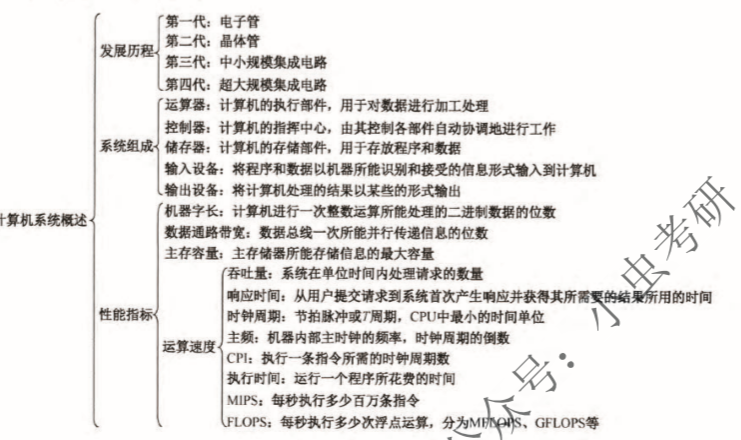 第一代：电子管
第二代：晶体管
发展历程
第三代：中小规模集成电路
第四代：超大规模集成电路
运算器：计算机的执行部件，用于对数据进行加工处理
控制器：计算机的指挥中心，由其控制各部件自动协调地进行工作
系统组成
储存器：计算机的存储部件，用于存放程序和数据
输入设备：将程序和数据以机器所能识别和接受的信息形式输入到计算机
输出设备：将计算机处理的结果以某些的形式输出
计算机系统概述
机器字长：计算机进行一次整数运算所能处理的二进制数据的位数
数据通路带宽：数据总线一次所能并行传递信息的位数
主存容量：主存储器所能存储信息的最大容量
性能指标
吞吐量：系统在单位时间内处理请求的数量
响应时间：从用户提交请求到系统首次产生响应并获得其所需要的结果所用的时间
时钟周期：节拍脉冲或T周期，CPU中最小的时间单位
运算速度
主频：机器内部主时钟的频率，时钟周期的倒数
CPI：执行一条指令所需的时钟周期数
执行时间：运行一个程序所花费的时间
MIPS：每秒执行多少百万条指令
FLOPS：每秒执行多少次浮点运算，分为MFLOPS、GFLOPS等
公众号：小虫考研